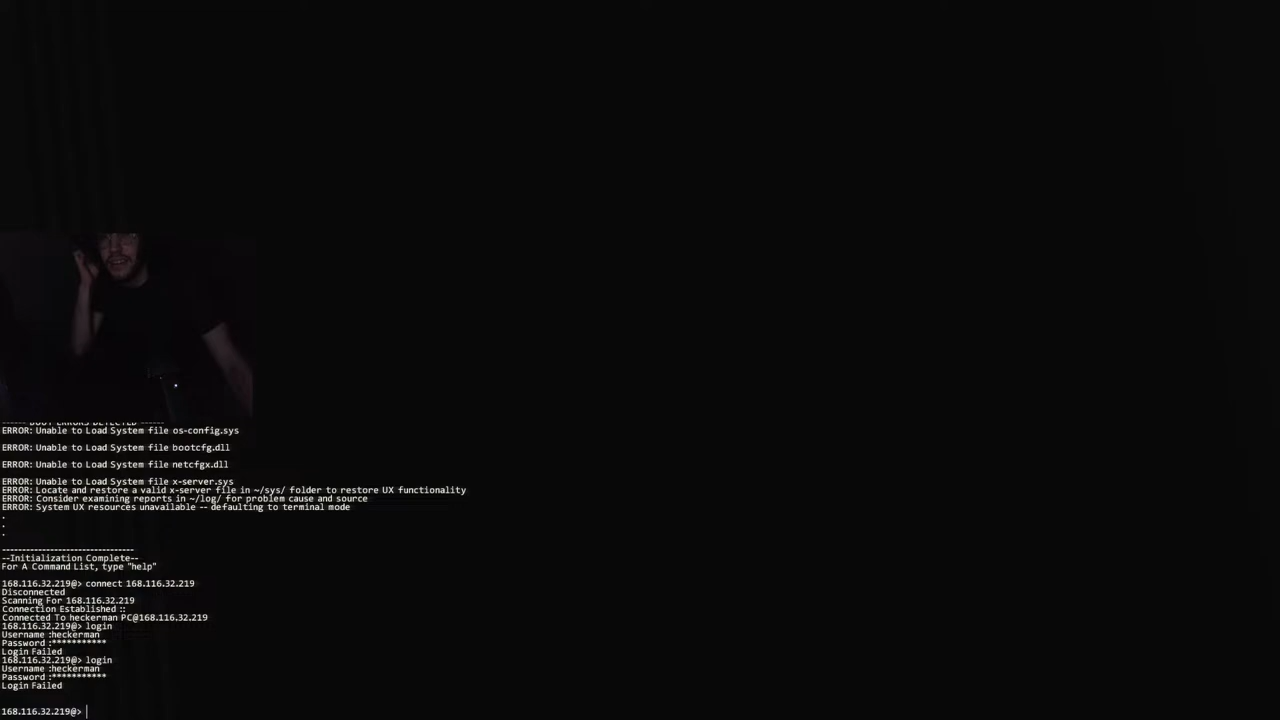 ------ BOOT ERRORS DETECTED ------
ERROR: Unable to Load System file os-config.sys
ERROR: Unable to Load System file bootcfg.dll
ERROR: Unable to Load System file netcfgx.dll
ERROR: Unable to Load System file x-server.sys
ERROR: Locate and restore a valid x-server file in ~/sys/ folder to restore UX functionality
ERROR: Consider examining reports in ~/log/ for problem cause and source
ERROR: System UX resources unavailable -- defaulting to terminal mode
.
.
.
---------------------------------
--Initialization Complete--
For A Command List, type "help"
168.116.32.219@> connect 168.116.32.219
Disconnected
Scanning For 168.116.32.219
Connection Established ::
Connected To heckerman PC@168.116.32.219
168.116.32.219@> login
Username :heckerman
Password :***********
Login Failed
168.116.32.219@> login
Username :heckerman
Password :***********
Login Failed
168.116.32.219@>